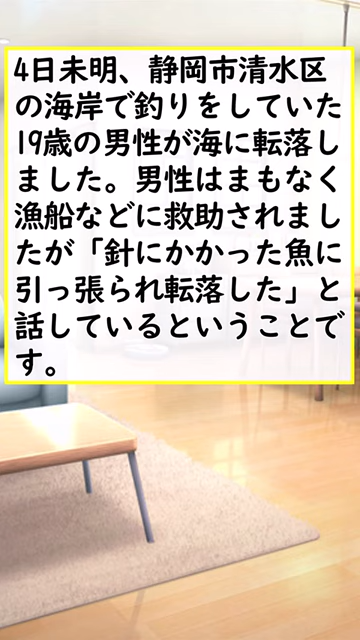 4日未明、静岡市清水区
の海岸で釣りをしていた
19歳の男性が海に転落し
ました。男性はまもなく
漁船などに救助されまし
たが「針にかかった魚に
引っ張られ転落した」と
話しているということで
す。